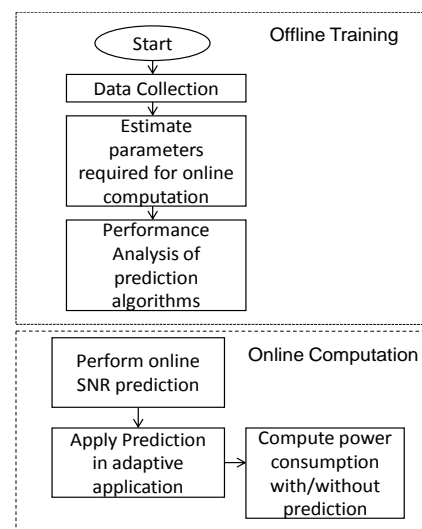 Offline Training
Start
Data Collection
Estimate
parameters
required for online
computation
Performance
Analysis of
prediction
algorithms
Online Computation
Perform online
SNR prediction
Apply Prediction
in adaptive
application
Compute power
consumption
with/without
prediction